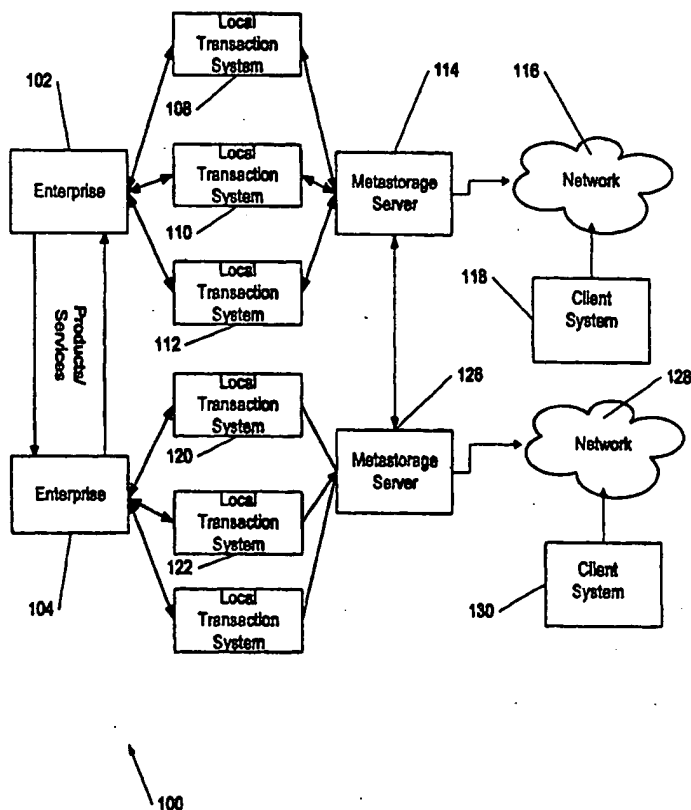 Local
Transaction
System
108
102
Enterprise
Local
Transaction
System
110
114
Metastorage
Server
116
Network
Local
Transaction
System
112
118
Client
System
Products/
Services
Local
Transaction
System
120
126
Metastorage
Server
128
Network
Enterprise
104
Local
Transaction
System
122
Local
Transaction
System
130
Client
System
100